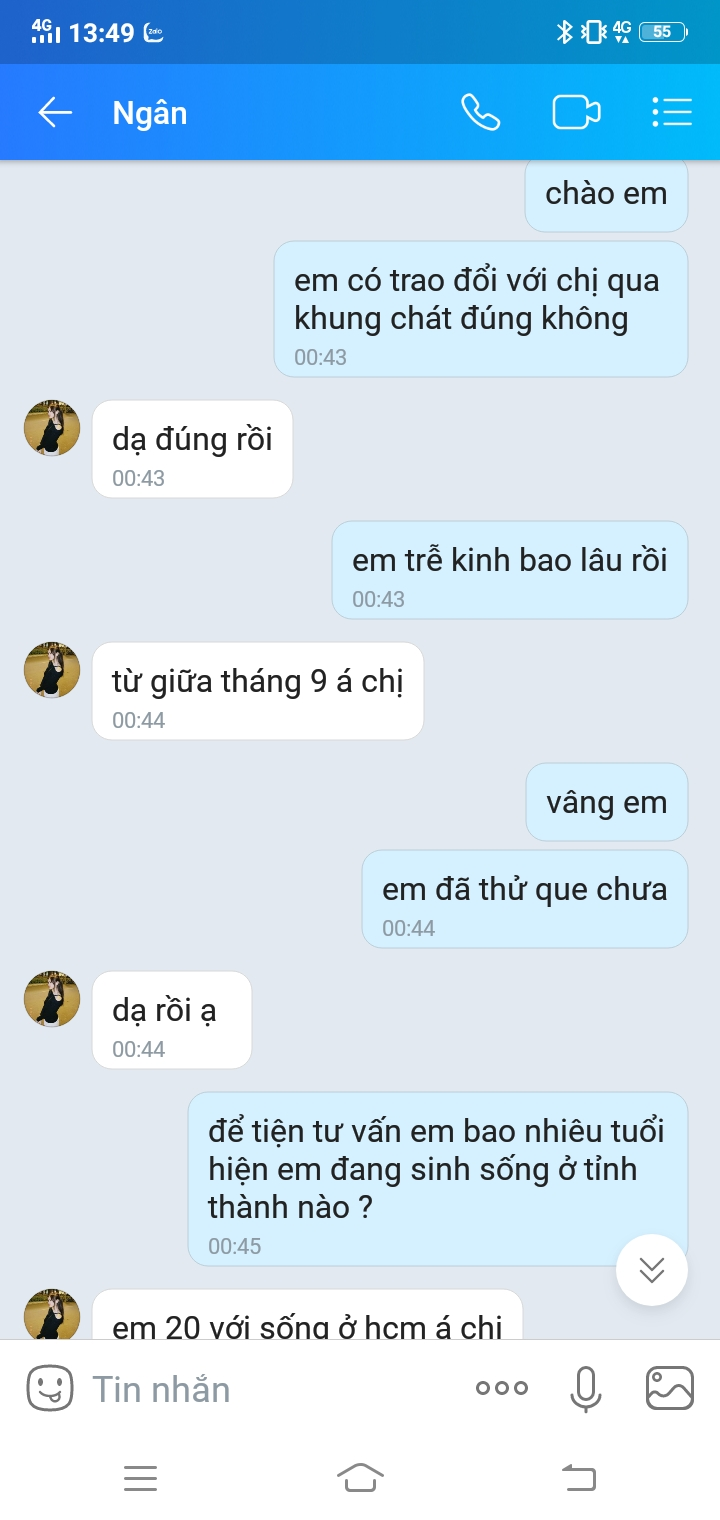 4G 13:49 Zalo 4G 55
Ngân
chào em
em có trao đổi với chị qua
khung chát đúng không
00:43
dạ đúng rồi
00:43
em trễ kinh bao lâu rồi
00:43
từ giữa tháng 9 á chị
00:44
vâng em
em đã thử que chưa
00:44
dạ rồi ạ
00:44
để tiện tư vấn em bao nhiêu tuổi
hiện em đang sinh sống ở tỉnh
thành nào ?
00:45
em 20 với sống ở hcm á chị
Tin nhắn